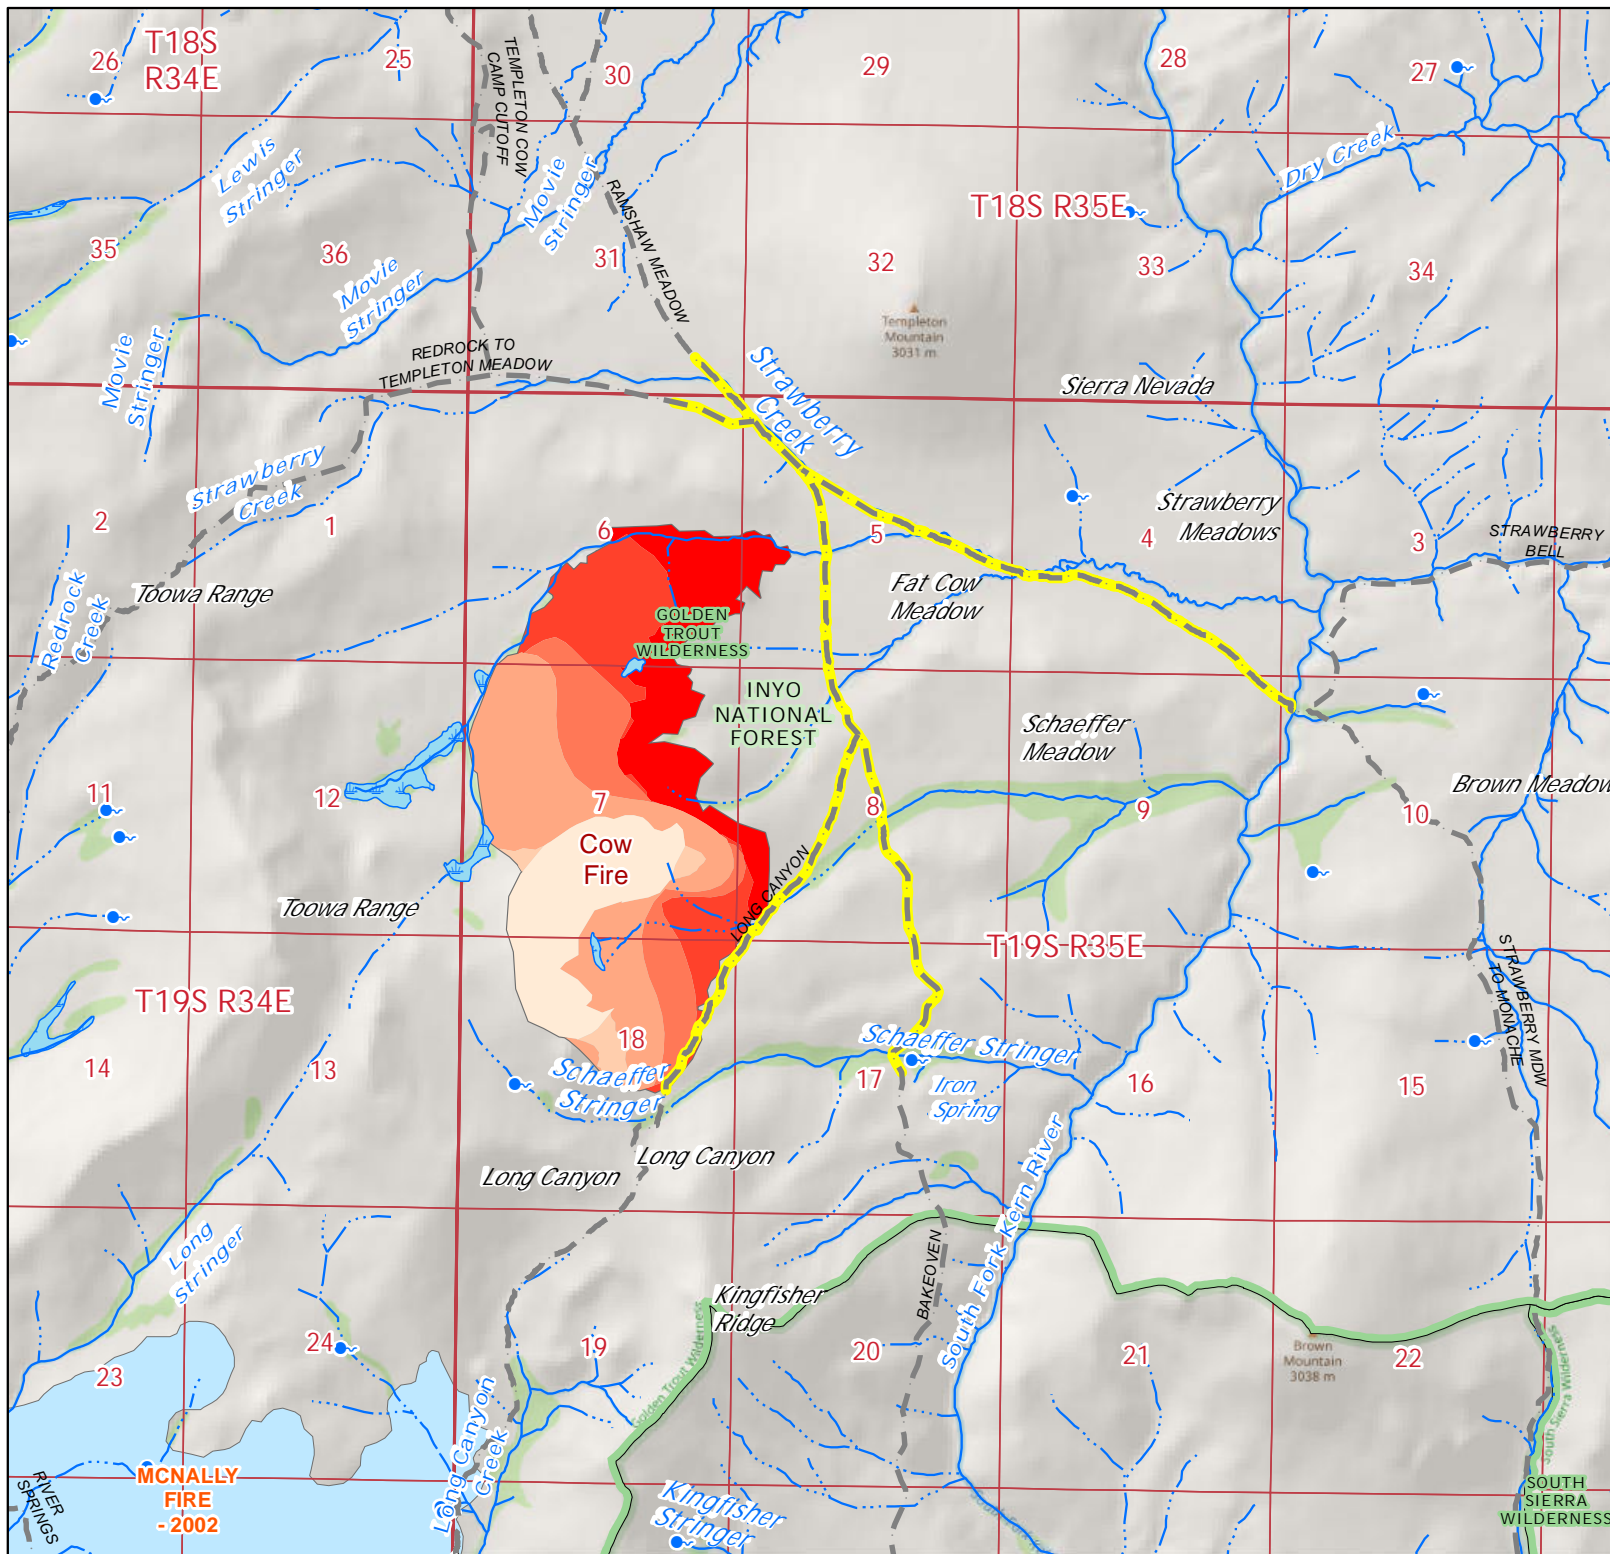 T18S
R34E
26
25
30
29
28
27
TEMPLETON COW
CAMP CUTOFF
Lewis
Stringer
Movie
Stringer
RAMSHAW MEADOW
T18S R35E
Dry Creek
35
36
31
32
33
34
Movie
Stringer
Movie
Stringer
Templeton
Mountain
3031 m
REDROCK TO
TEMPLETON MEADOW
Strawberry
Creek
Sierra Nevada
Strawberry
Creek
2
1
6
5
4
3
Strawberry
Meadows
STRAWBERRY
BELL
Toowa Range
Redrock
Creek
Fat Cow
Meadow
GOLDEN
TROUT
WILDERNESS
INYO
NATIONAL
FOREST
Schaeffer
Meadow
Brown Meadow
11
12
7
8
9
10
Cow
Fire
LONG CANYON
Toowa Range
T19S R35E
T19S R34E
STRAWBERRY MDW
TO MONACHE
14
13
18
17
16
15
Schaeffer
Stringer
Schaeffer Stringer
Iron
Spring
Long Canyon
Long Canyon
South Fork Kern River
Long
Stringer
BAKEOVEN
Kingfisher
Ridge
Golden Trout Wilderness
Brown
Mountain
3038 m
South Sierra Wilderness
23
24
19
20
21
22
Long Canyon
Creek
MCNALLY
FIRE
- 2002
RIVER
SPRINGS
Kingfisher
Stringer
SOUTH
SIERRA
WILDERNESS